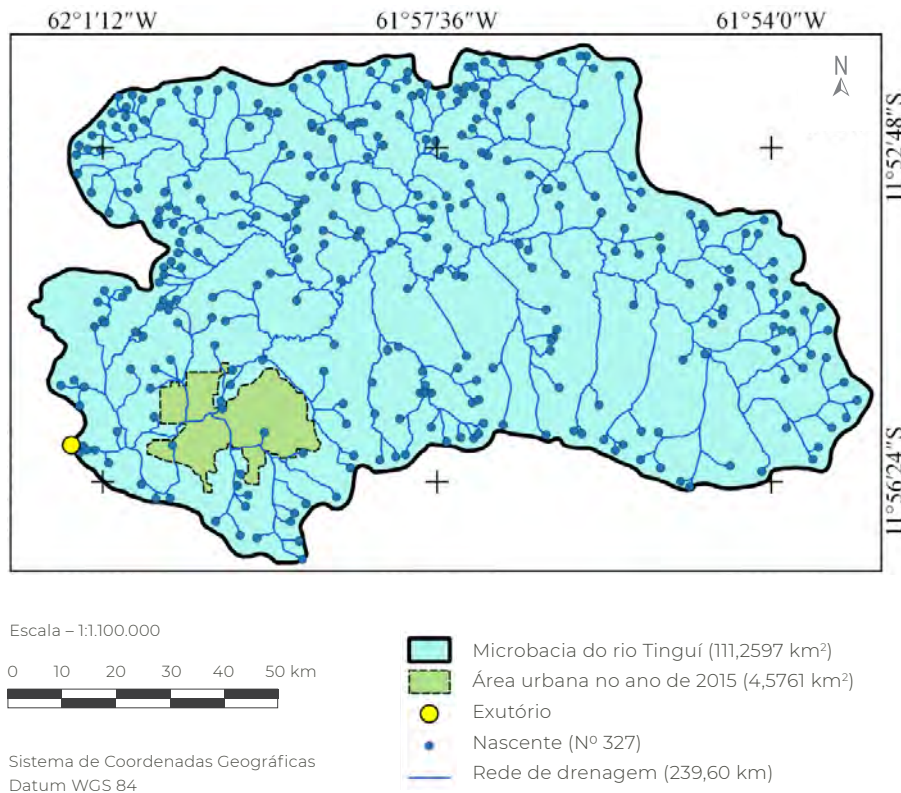 62°1'12"W 61°57'36"W 61°54'0"W
N
11°52'48"S
11°56'24"S
Escala – 1:1.100.000
0 10 20 30 40 50 km
Sistema de Coordenadas Geográficas
Datum WGS 84
Microbacia do rio Tinguí (111,2597 km²)
Área urbana no ano de 2015 (4,5761 km²)
Exutório
Nascente (Nº 327)
Rede de drenagem (239,60 km)